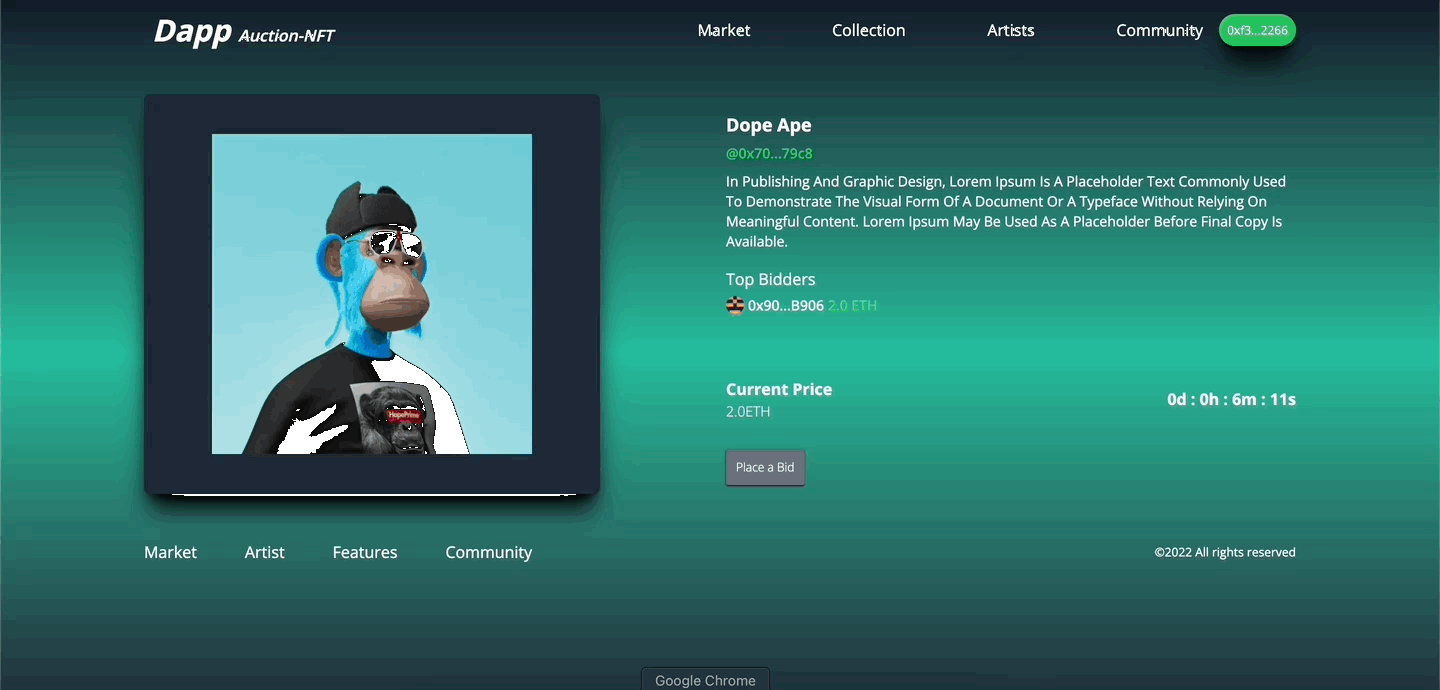 Dapp Auction-NFT
Market Collection Artists Community 0xf3...2266
Dope Ape
@0x70...79c8
In Publishing And Graphic Design, Lorem Ipsum Is A Placeholder Text Commonly Used
To Demonstrate The Visual Form Of A Document Or A Typeface Without Relying On
Meaningful Content. Lorem Ipsum May Be Used As A Placeholder Before Final Copy Is
Available.
Top Bidders
0x90...B906 2.0 ETH
HopePrime
Current Price
2.0ETH
0d : 0h : 6m : 11s
Place a Bid
Market Artist Features Community
©2022 All rights reserved
Google Chrome